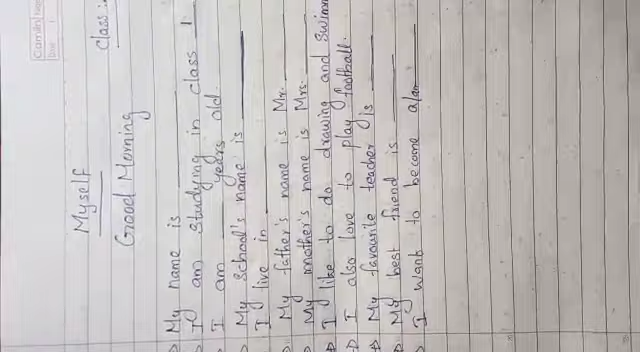 Camlin
Class:
Myself
Good Morning
My name is
I am studying in class 1
I am years old.
My school's name is
I live in
My father's name is Mr.
My mother's name is Mrs.
I like to do drawing and swimm
I also love to play football.
My favourite teacher is
My best friend is
I want to become a/an